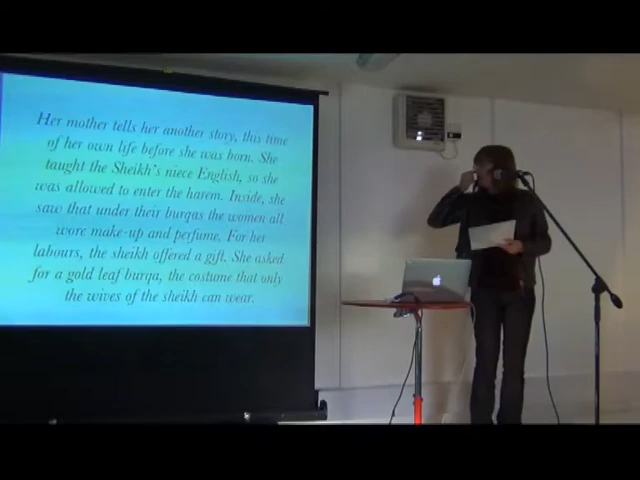 Her mother tells her another story, this time
of her own life before she was born. She
taught the Sheikh's niece English, so she
was allowed to enter the harem. Inside, she
saw that under their burqas the women all
wore make-up and perfume. For her
labours, the sheikh offered a gift. She asked
for a gold leaf burqa, the costume that only
the wives of the sheikh can wear.